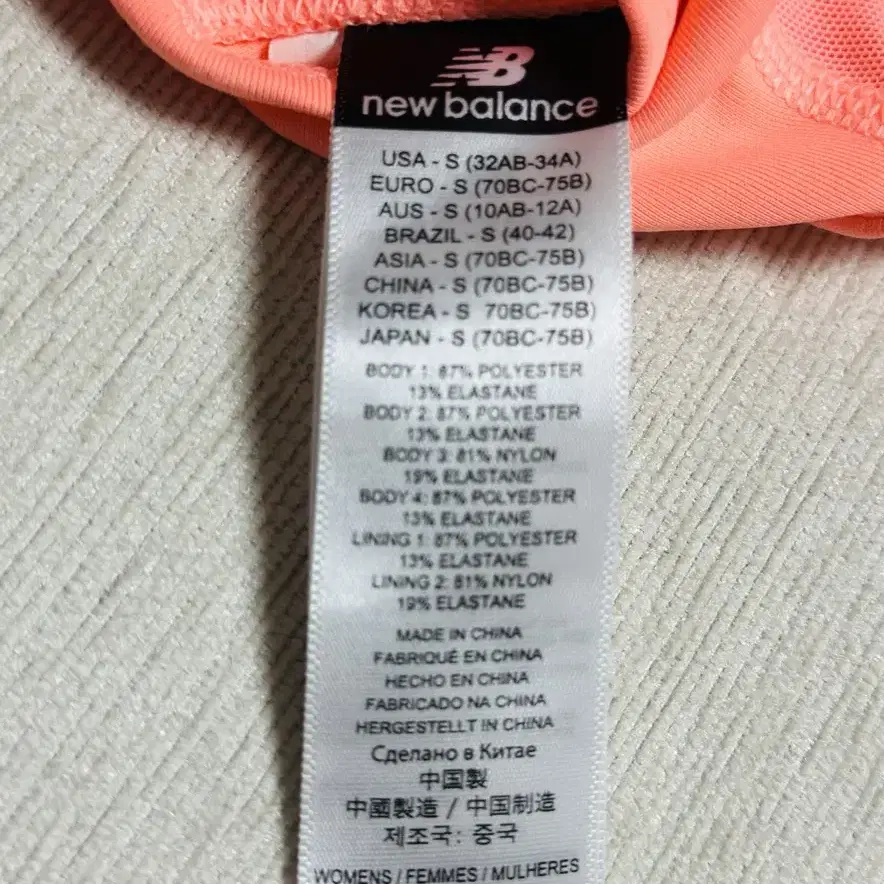 NB
new balance
USA - S (32AB-34A)
EURO - S (70BC-75B)
AUS - S (10AB-12A)
BRAZIL - S (40-42)
ASIA - S (70BC-75B)
CHINA - S (70BC-75B)
KOREA - S 70BC-75B)
JAPAN - S (70BC-75B)
BODY 1: 87% POLYESTER
13% ELASTANE
BODY 2: 87% POLYESTER
13% ELASTANE
BODY 3: 81% NYLON
19% ELASTANE
BODY 4: 87% POLYESTER
13% ELASTANE
LINING 1: 87% POLYESTER
13% ELASTANE
LINING 2: 81% NYLON
19% ELASTANE
MADE IN CHINA
FABRIQUÉ EN CHINA
HECHO EN CHINA
FABRICADO NA CHINA
HERGESTELLT IN CHINA
Сделано в Китае
中国製
中國製造 / 中国制造
제조국: 중국
WOMENS / FEMMES / MULHERES